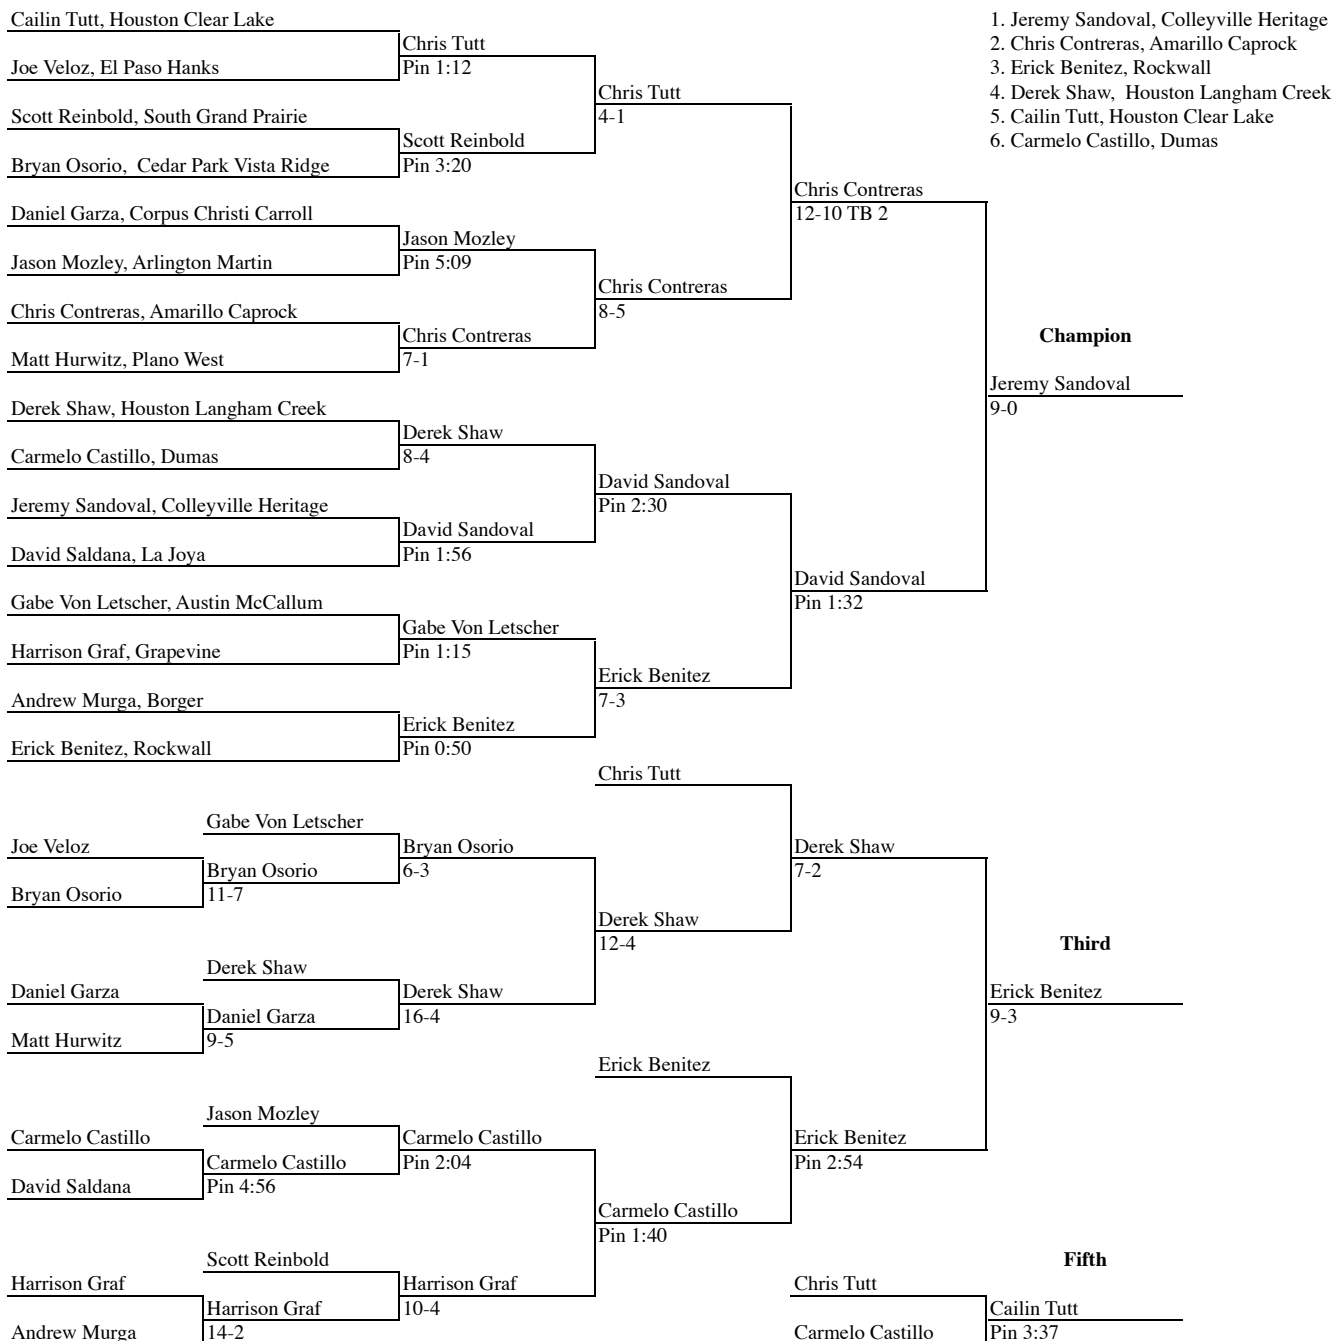 Cailin Tutt, Houston Clear Lake
Joe Veloz, El Paso Hanks
Scott Reinbold, South Grand Prairie
Bryan Osorio, Cedar Park Vista Ridge
Daniel Garza, Corpus Christi Carroll
Jason Mozley, Arlington Martin
Chris Contreras, Amarillo Caprock
Matt Hurwitz, Plano West
Derek Shaw, Houston Langham Creek
Carmelo Castillo, Dumas
Jeremy Sandoval, Colleyville Heritage
David Saldana, La Joya
Gabe Von Letscher, Austin McCallum
Harrison Graf, Grapevine
Andrew Murga, Borger
Erick Benitez, Rockwall
Chris Tutt
Pin 1:12
Scott Reinbold
Pin 3:20
Jason Mozley
Pin 5:09
Chris Contreras
7-1
Derek Shaw
8-4
David Sandoval
Pin 1:56
Gabe Von Letscher
Pin 1:15
Erick Benitez
Pin 0:50
Chris Tutt
4-1
Chris Contreras
8-5
David Sandoval
Pin 2:30
Erick Benitez
7-3
Chris Contreras
12-10 TB 2
David Sandoval
Pin 1:32
Champion
Jeremy Sandoval
9-0
1. Jeremy Sandoval, Colleyville Heritage
2. Chris Contreras, Amarillo Caprock
3. Erick Benitez, Rockwall
4. Derek Shaw, Houston Langham Creek
5. Cailin Tutt, Houston Clear Lake
6. Carmelo Castillo, Dumas
Joe Veloz
Bryan Osorio
Daniel Garza
Matt Hurwitz
Carmelo Castillo
David Saldana
Harrison Graf
Andrew Murga
Gabe Von Letscher
Bryan Osorio
11-7
Derek Shaw
Daniel Garza
9-5
Jason Mozley
Carmelo Castillo
Pin 4:56
Scott Reinbold
Harrison Graf
14-2
Bryan Osorio
6-3
Derek Shaw
16-4
Carmelo Castillo
Pin 2:04
Harrison Graf
10-4
Chris Tutt
Derek Shaw
12-4
Erick Benitez
Carmelo Castillo
Pin 1:40
Derek Shaw
7-2
Erick Benitez
Pin 2:54
Third
Erick Benitez
9-3
Fifth
Chris Tutt
Carmelo Castillo
Cailin Tutt
Pin 3:37